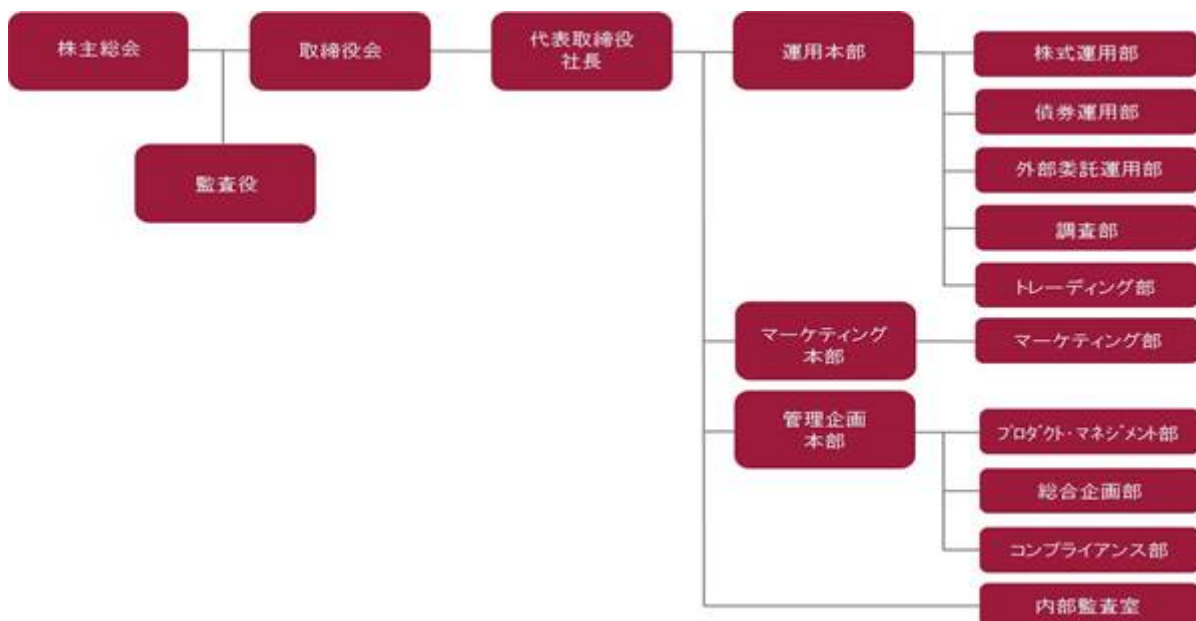 株主総会
取締役会
代表取締役
社長
運用本部
株式運用部
債券運用部
監査役
外部委託運用部
調査部
トレーディング部
マーケティング
本部
マーケティング部
管理企画
本部
プロダクト・マネジメント部
総合企画部
コンプライアンス部
内部監査室